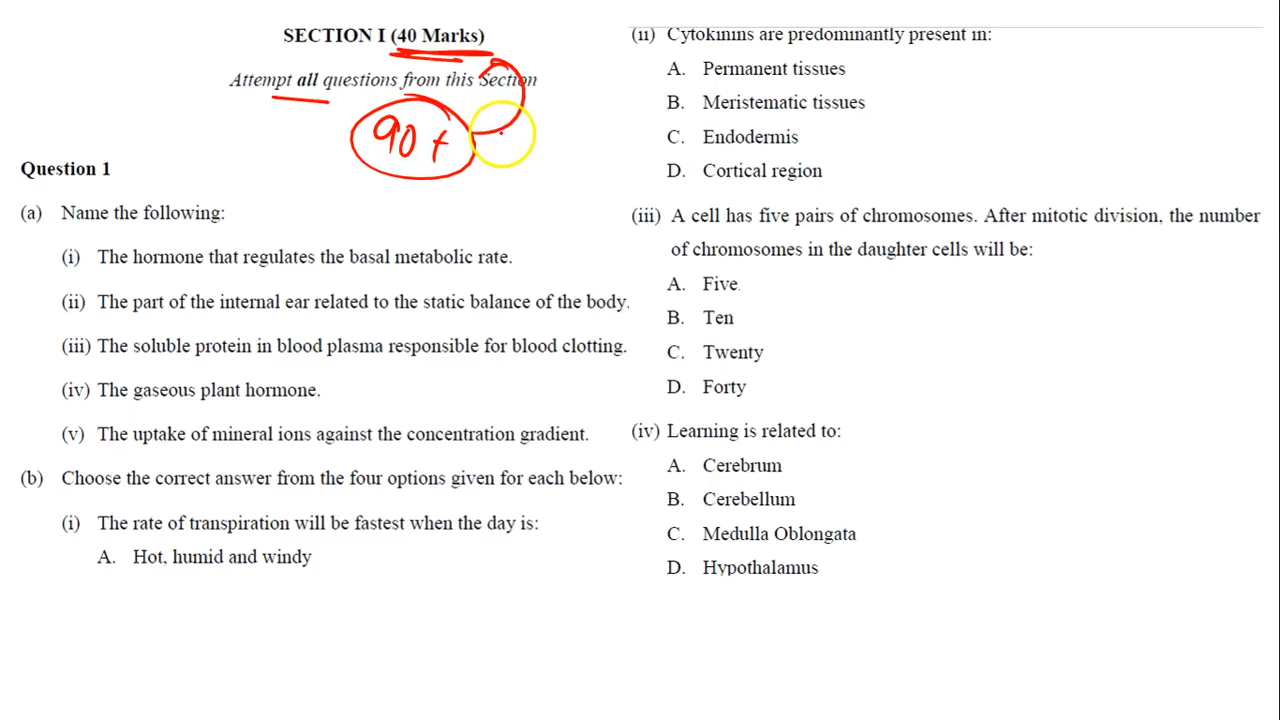 SECTION I (40 Marks)
Attempt all questions from this Section
90+
Question 1
(a) Name the following:
(i) The hormone that regulates the basal metabolic rate.
(ii) The part of the internal ear related to the static balance of the body.
(iii) The soluble protein in blood plasma responsible for blood clotting.
(iv) The gaseous plant hormone.
(v) The uptake of mineral ions against the concentration gradient.
(b) Choose the correct answer from the four options given for each below:
(i) The rate of transpiration will be fastest when the day is:
A. Hot, humid and windy
(ii) Cytokinins are predominantly present in:
A. Permanent tissues
B. Meristematic tissues
C. Endodermis
D. Cortical region
(iii) A cell has five pairs of chromosomes. After mitotic division, the number
of chromosomes in the daughter cells will be:
A. Five
B. Ten
C. Twenty
D. Forty
(iv) Learning is related to:
A. Cerebrum
B. Cerebellum
C. Medulla Oblongata
D. Hypothalamus